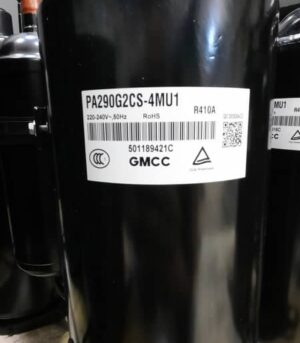 PA290G2CS-4MU1
220-240V~,50Hz RoHS R410A
501189421C
GMCC
MU1